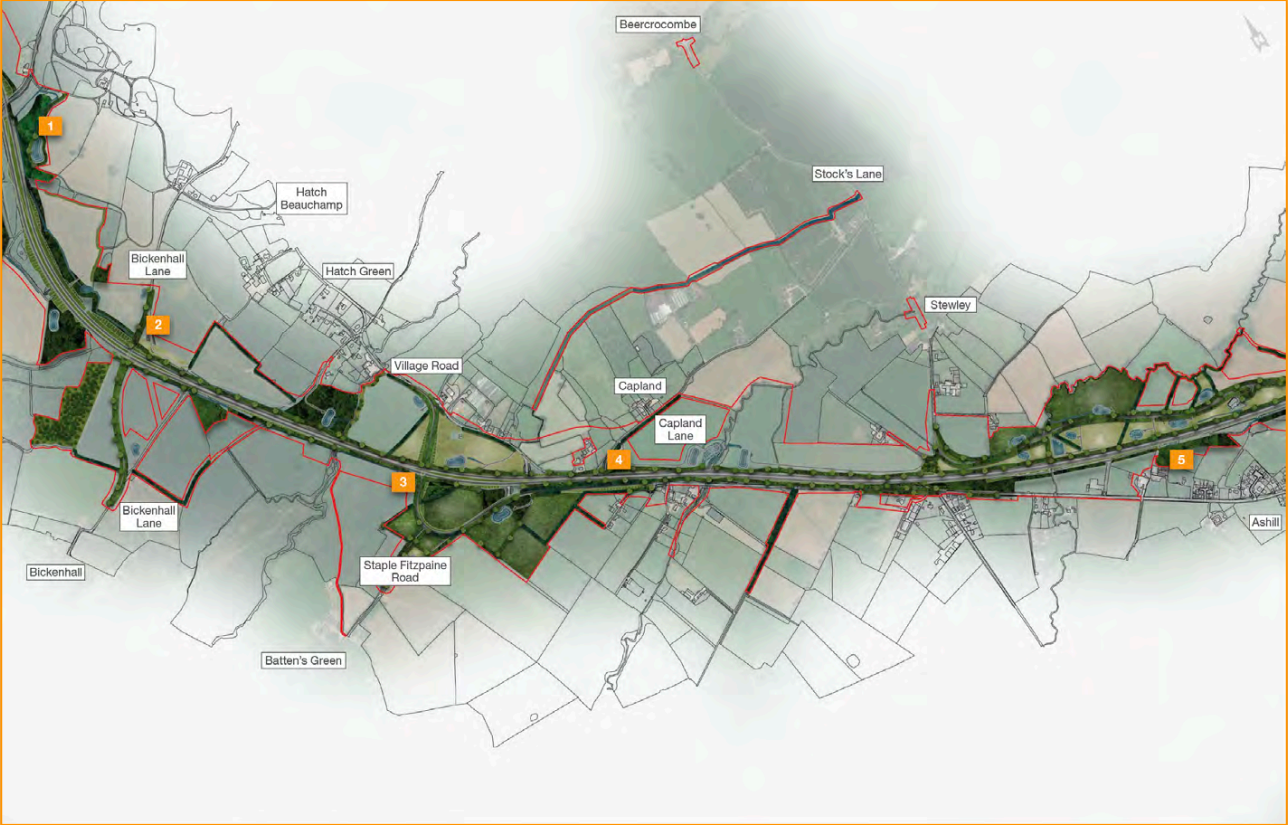 Beercrocombe
1
Stock's Lane
Hatch
Beauchamp
Bickenhall
Lane
Hatch Green
Stewley
2
Village Road
Capland
Capland
Lane
4
5
3
Bickenhall
Lane
Ashill
Bickenhall
Staple Fitzpaine
Road
Batten's Green